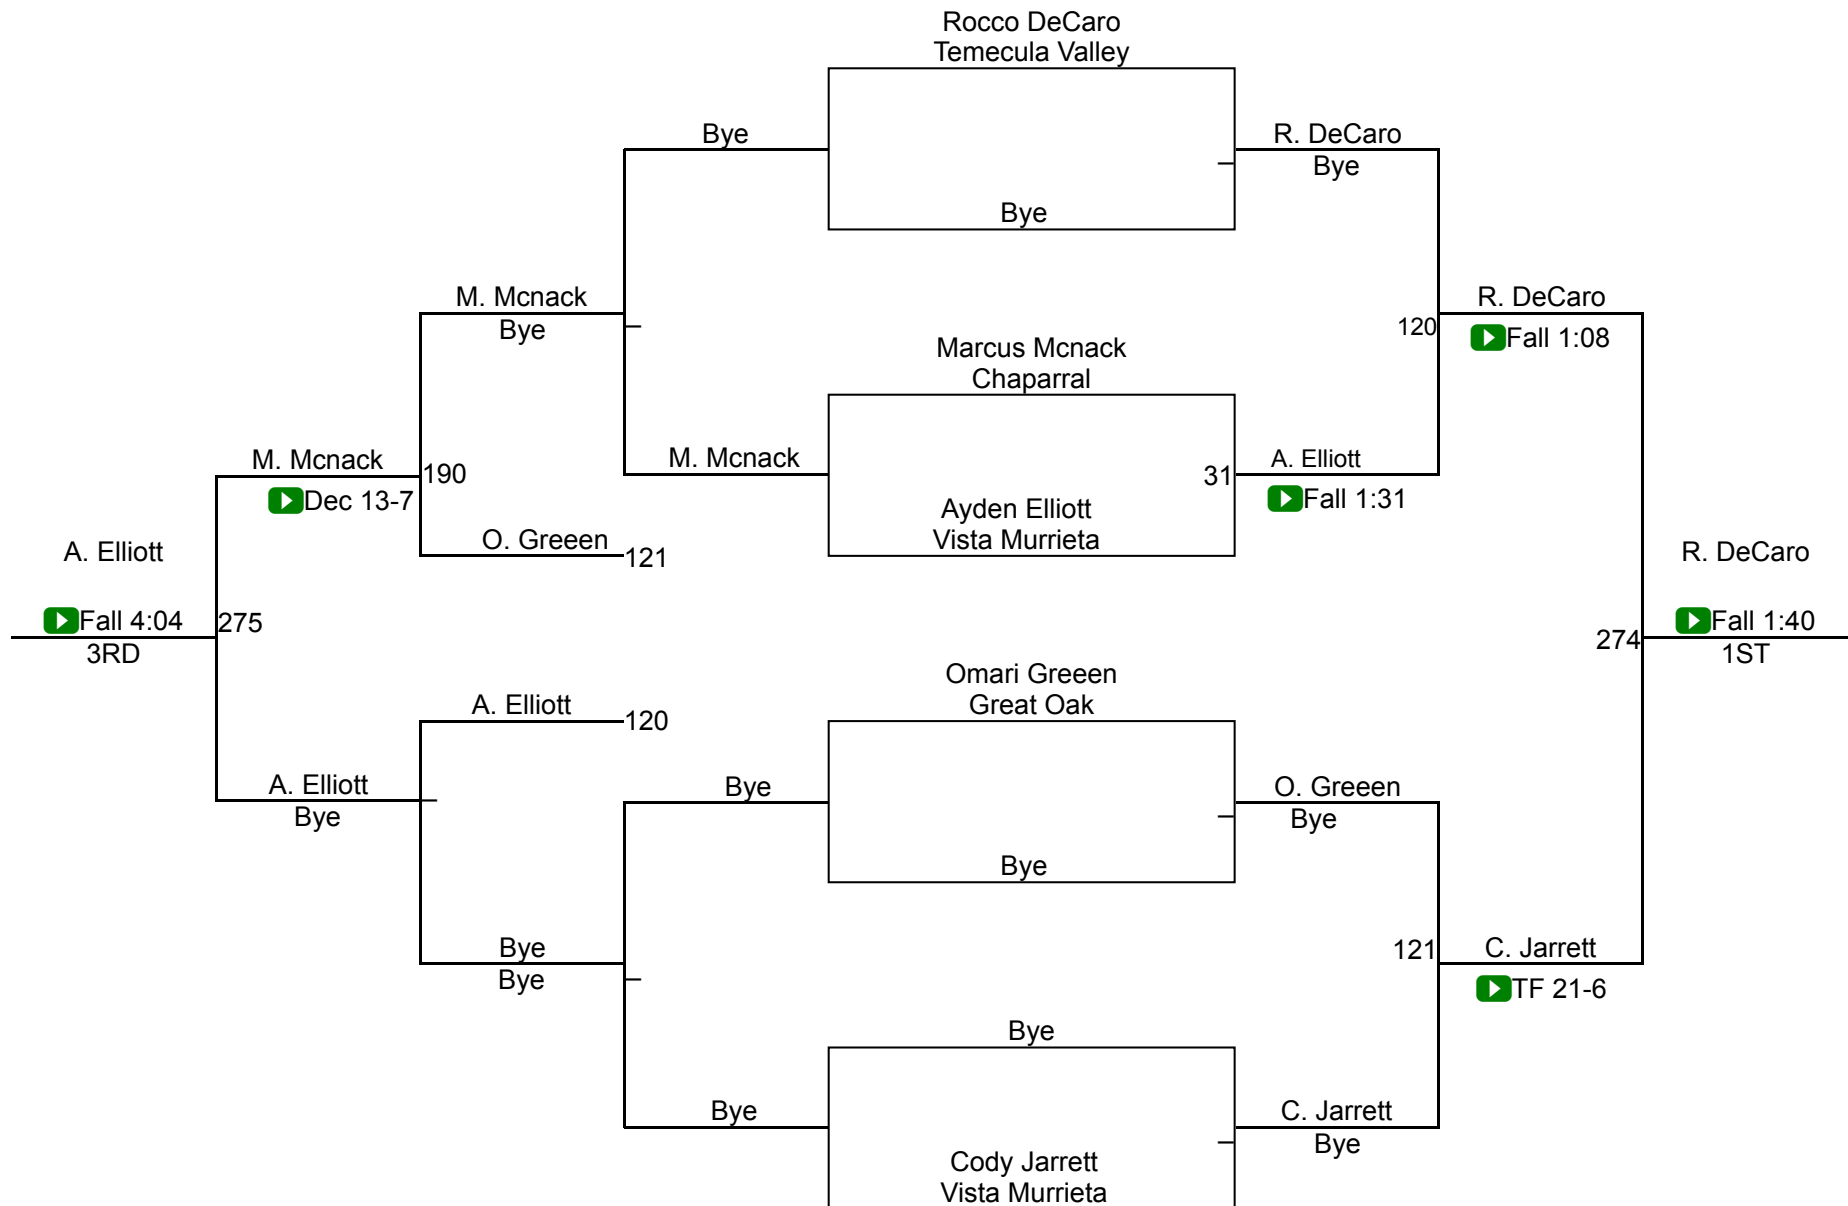 Rocco DeCaro
Temecula Valley
Bye
R. DeCaro
Bye
Bye
M. Mcnack
Bye
R. DeCaro
120
Fall 1:08
Marcus Mcnack
Chaparral
M. Mcnack
190
Dec 13-7
M. Mcnack
31
A. Elliott
Fall 1:31
Ayden Elliott
Vista Murrieta
O. Greeen
121
A. Elliott
Fall 4:04
3RD
275
R. DeCaro
Fall 1:40
1ST
274
Omari Greeen
Great Oak
A. Elliott
120
A. Elliott
Bye
Bye
O. Greeen
Bye
Bye
Bye
Bye
121
C. Jarrett
TF 21-6
Bye
Bye
C. Jarrett
Bye
Cody Jarrett
Vista Murrieta